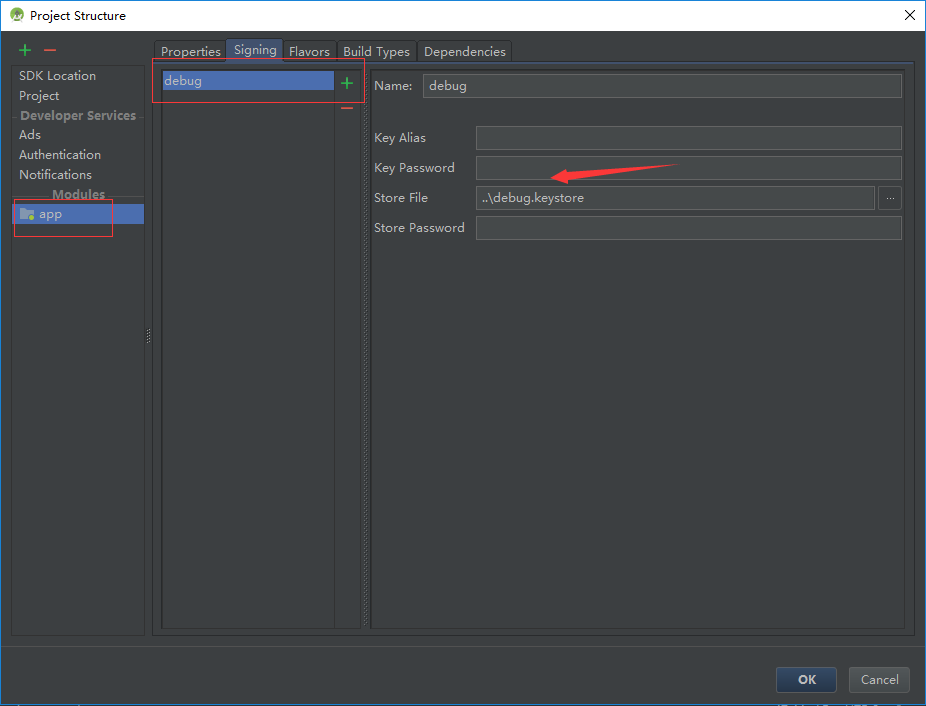 Project Structure
Properties Signing Flavors Build Types Dependencies
SDK Location
Project
Developer Services
Ads
Authentication
Notifications
Modules
app
debug
Name: debug
Key Alias
Key Password
Store File ..\debug.keystore ...
Store Password
OK Cancel